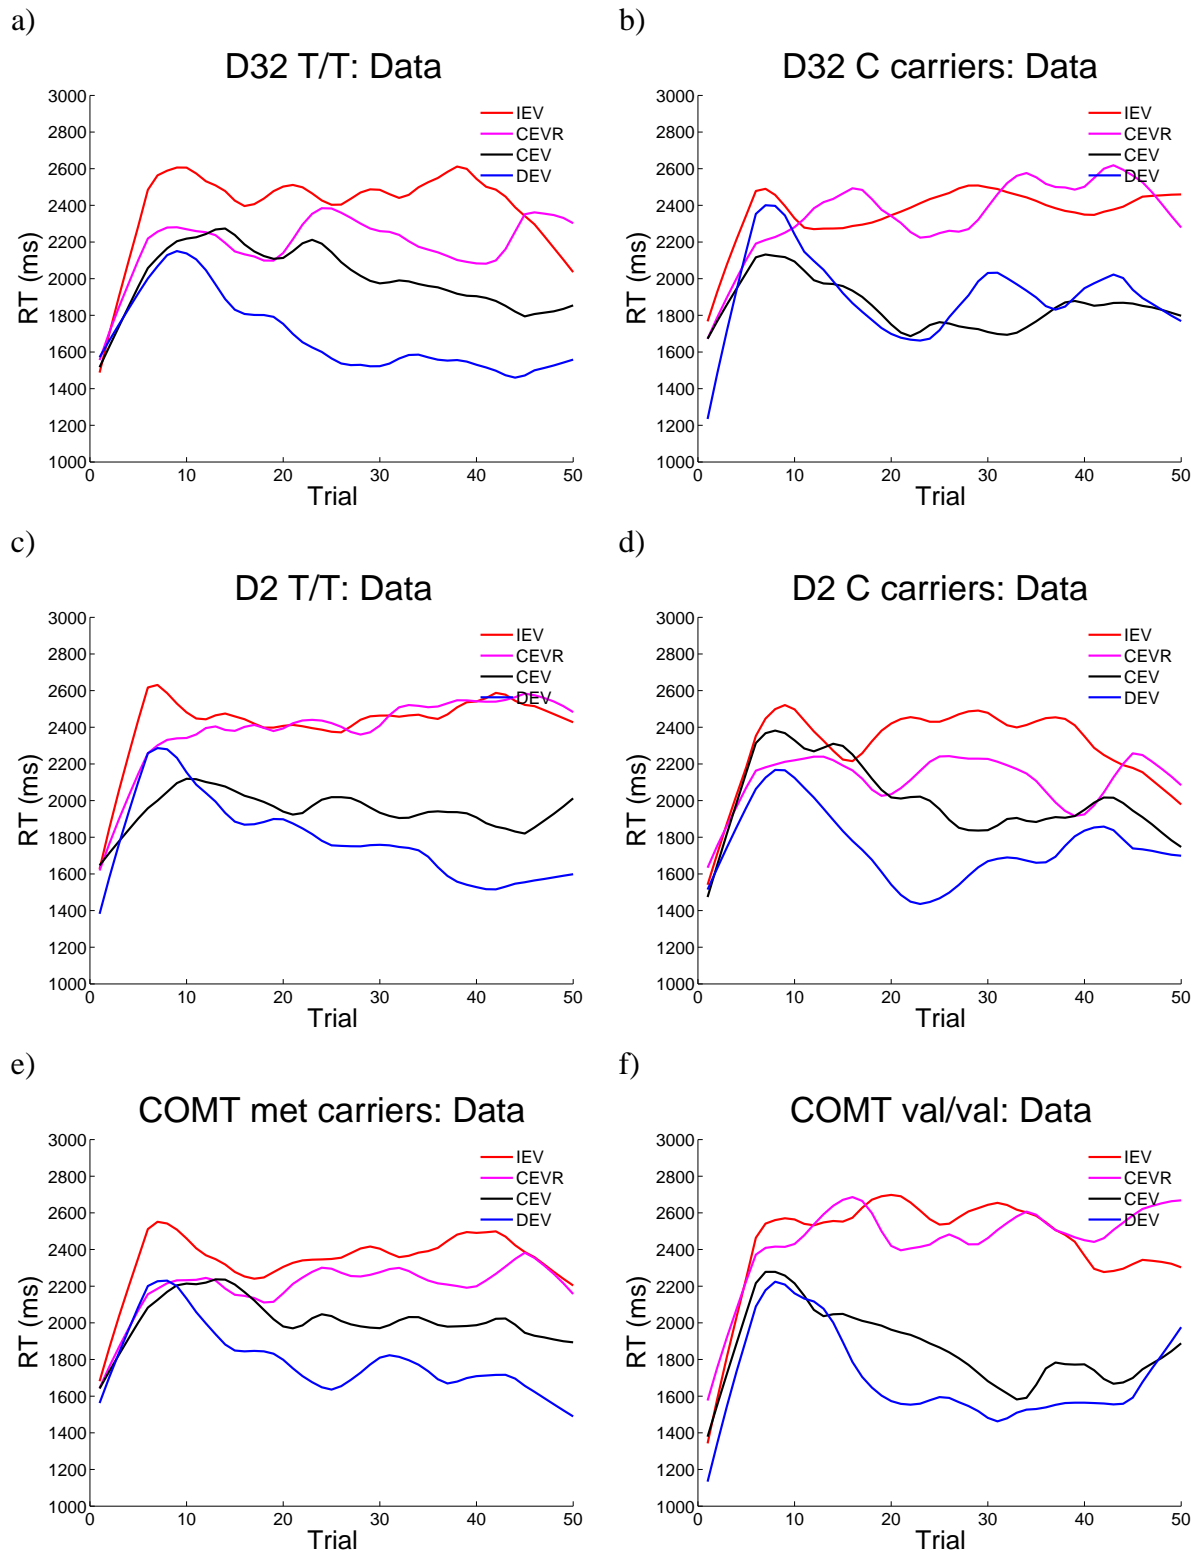 a)
D32 T/T: Data
3000
2800
2600
2400
2200
2000
1800
1600
1400
1200
1000
RT (ms)
IEV
CEVR
CEV
DEV
0 10 20 30 40 50
Trial
b)
D32 C carriers: Data
3000
2800
2600
2400
2200
2000
1800
1600
1400
1200
1000
RT (ms)
IEV
CEVR
CEV
DEV
0 10 20 30 40 50
Trial
c)
D2 T/T: Data
3000
2800
2600
2400
2200
2000
1800
1600
1400
1200
1000
RT (ms)
IEV
CEVR
CEV
DEV
0 10 20 30 40 50
Trial
d)
D2 C carriers: Data
3000
2800
2600
2400
2200
2000
1800
1600
1400
1200
1000
RT (ms)
IEV
CEVR
CEV
DEV
0 10 20 30 40 50
Trial
e)
COMT met carriers: Data
3000
2800
2600
2400
2200
2000
1800
1600
1400
1200
1000
RT (ms)
IEV
CEVR
CEV
DEV
0 10 20 30 40 50
Trial
f)
COMT val/val: Data
3000
2800
2600
2400
2200
2000
1800
1600
1400
1200
1000
RT (ms)
IEV
CEVR
CEV
DEV
0 10 20 30 40 50
Trial